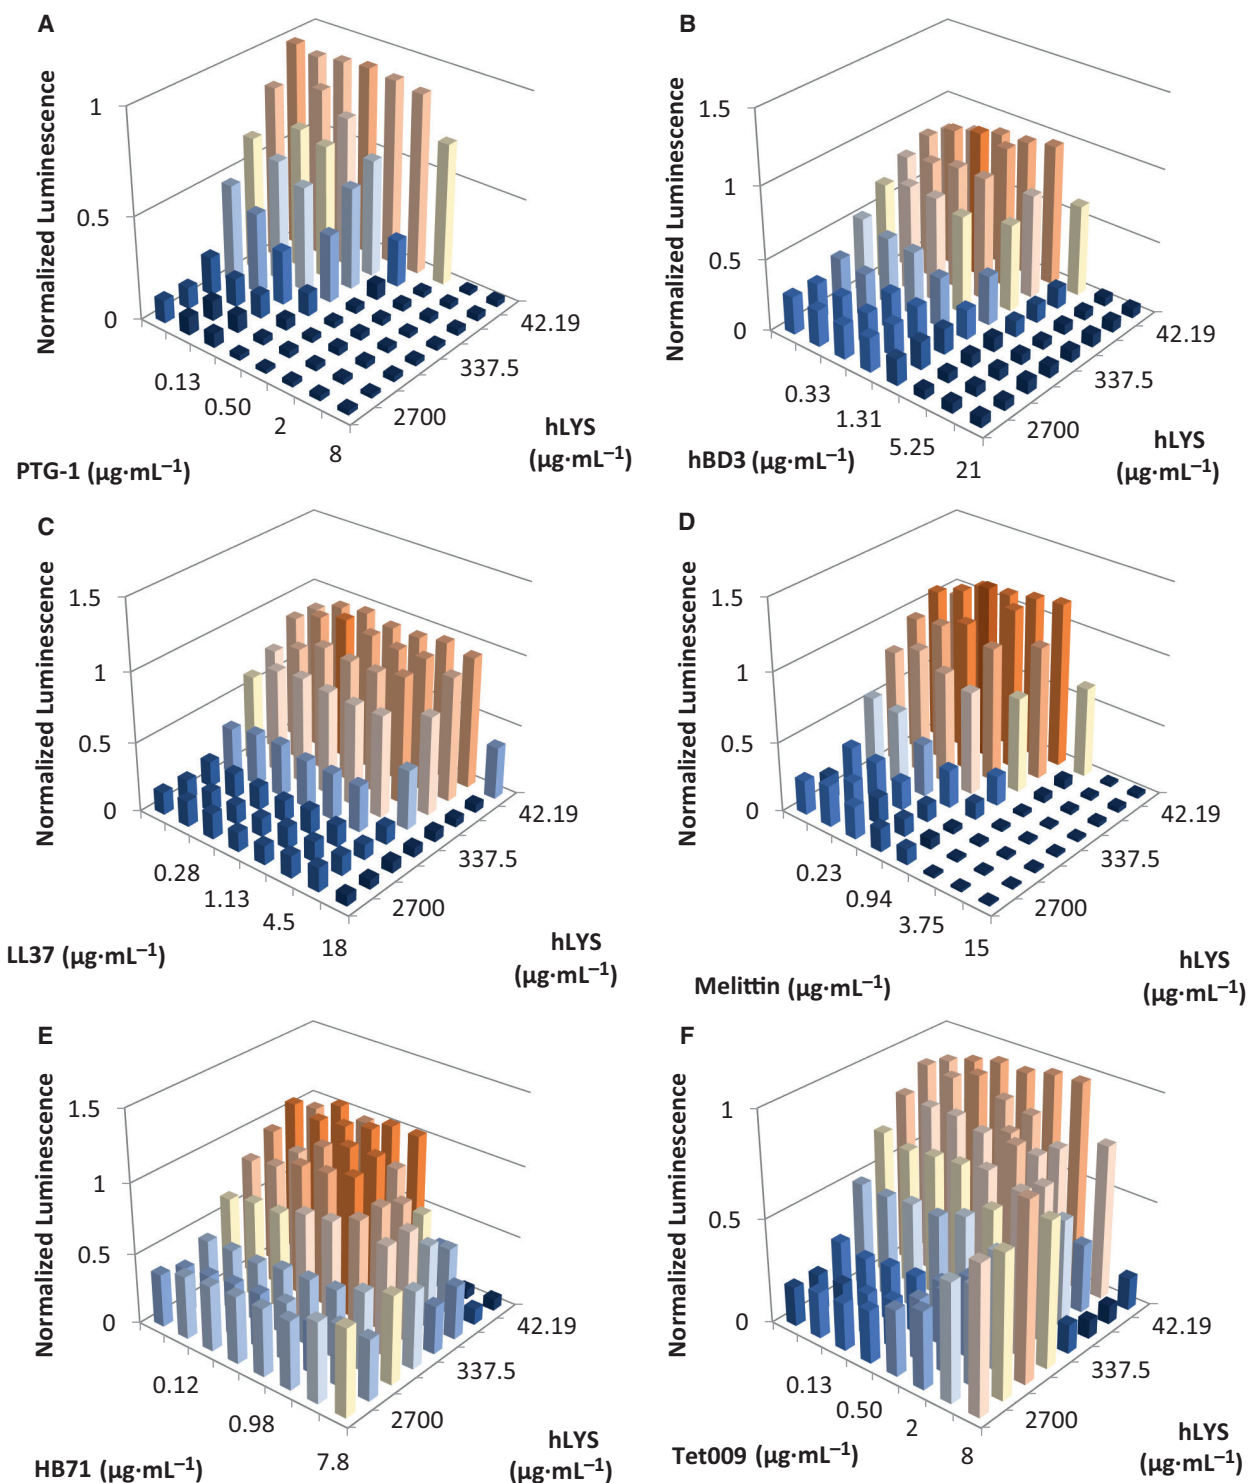 A
Normalized Luminescence
1
0.5
0
0.13
0.50
2
8
42.19
337.5
2700
PTG-1 (µg·mL⁻¹)
hLYS
(µg·mL⁻¹)
B
Normalized Luminescence
1.5
1
0.5
0
0.33
1.31
5.25
21
42.19
337.5
2700
hBD3 (µg·mL⁻¹)
hLYS
(µg·mL⁻¹)
C
Normalized Luminescence
1.5
1
0.5
0
0.28
1.13
4.5
18
42.19
337.5
2700
LL37 (µg·mL⁻¹)
hLYS
(µg·mL⁻¹)
D
Normalized Luminescence
1.5
1
0.5
0
0.23
0.94
3.75
15
42.19
337.5
2700
Melittin (µg·mL⁻¹)
hLYS
(µg·mL⁻¹)
E
Normalized Luminescence
1.5
1
0.5
0
0.12
0.98
7.8
42.19
337.5
2700
HB71 (µg·mL⁻¹)
hLYS
(µg·mL⁻¹)
F
Normalized Luminescence
1
0.5
0
0.13
0.50
2
8
42.19
337.5
2700
Tet009 (µg·mL⁻¹)
hLYS
(µg·mL⁻¹)